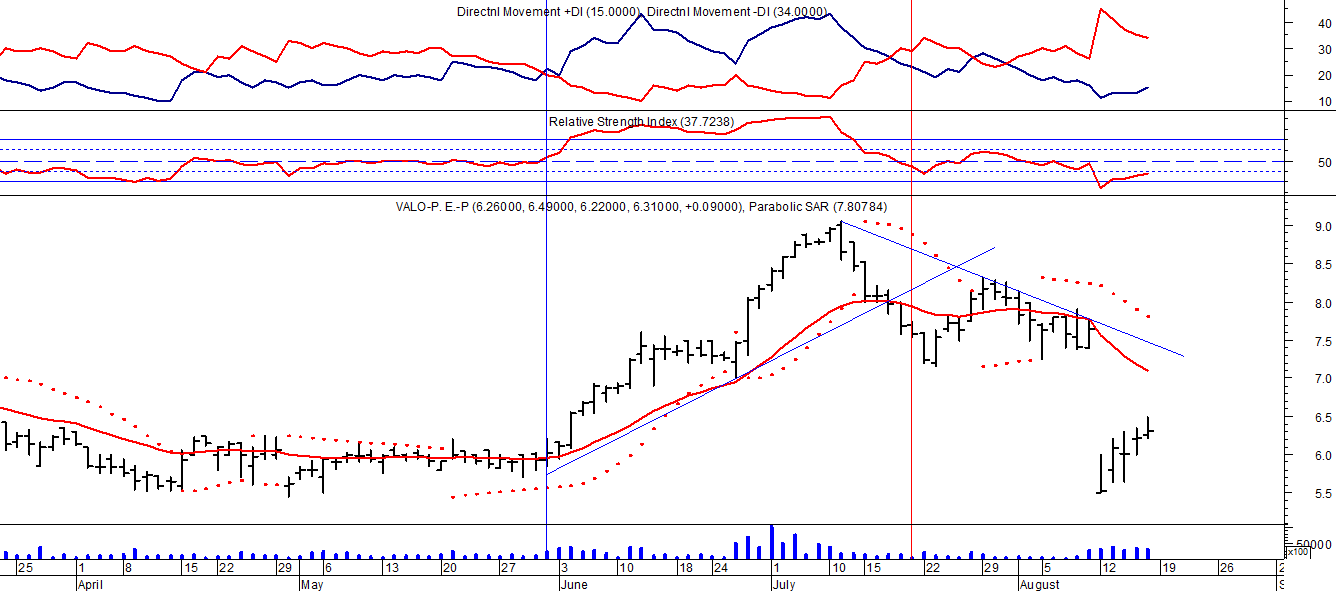 Directnl Movement +DI (15.0000), Directnl Movement -DI (34.0000)
40
30
20
10
Relative Strength Index (37.7238)
50
VALO-P. E.-P (6.26000, 6.49000, 6.22000, 6.31000, +0.09000), Parabolic SAR (7.80784)
9.0
8.5
8.0
7.5
7.0
6.5
6.0
5.5
50000
x100
25 1 8 15 22 29 6 13 20 27 3 10 18 24 1 10 15 22 29 5 12 19 26 2
April May June July August S